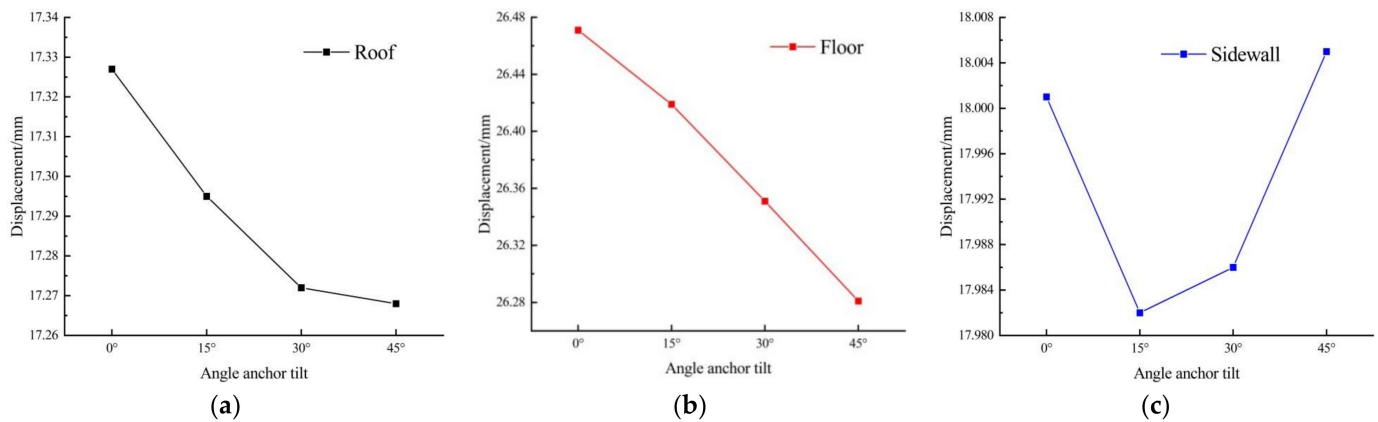 17.34
17.33
17.32
17.31
17.30
17.29
17.28
17.27
17.26
Displacement/mm
Roof
0° 15° 30° 45°
Angle anchor tilt
(a)
26.48
26.44
26.40
26.36
26.32
26.28
Displacement/mm
Floor
0° 15° 30° 45°
Angle anchor tilt
(b)
18.008
18.004
18.000
17.996
17.992
17.988
17.984
17.980
Displacement/mm
Sidewall
0° 15° 30° 45°
Angle anchor tilt
(c)